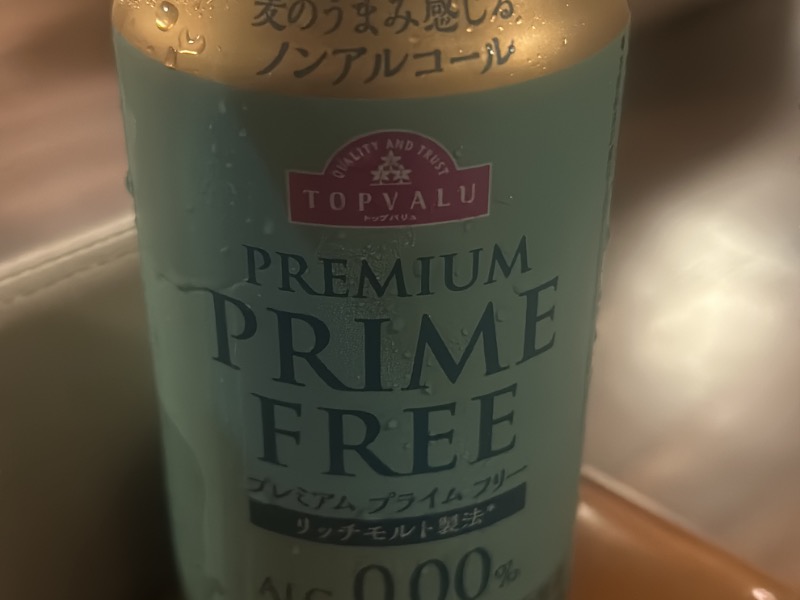 麦のうまみ感じる
ノンアルコール
QUALITY AND TRUST
TOPVALU
トップバリュ
PREMIUM
PRIME
FREE
プレミアム プライム フリー
リッチモルト製法*
ALC. 0.00%